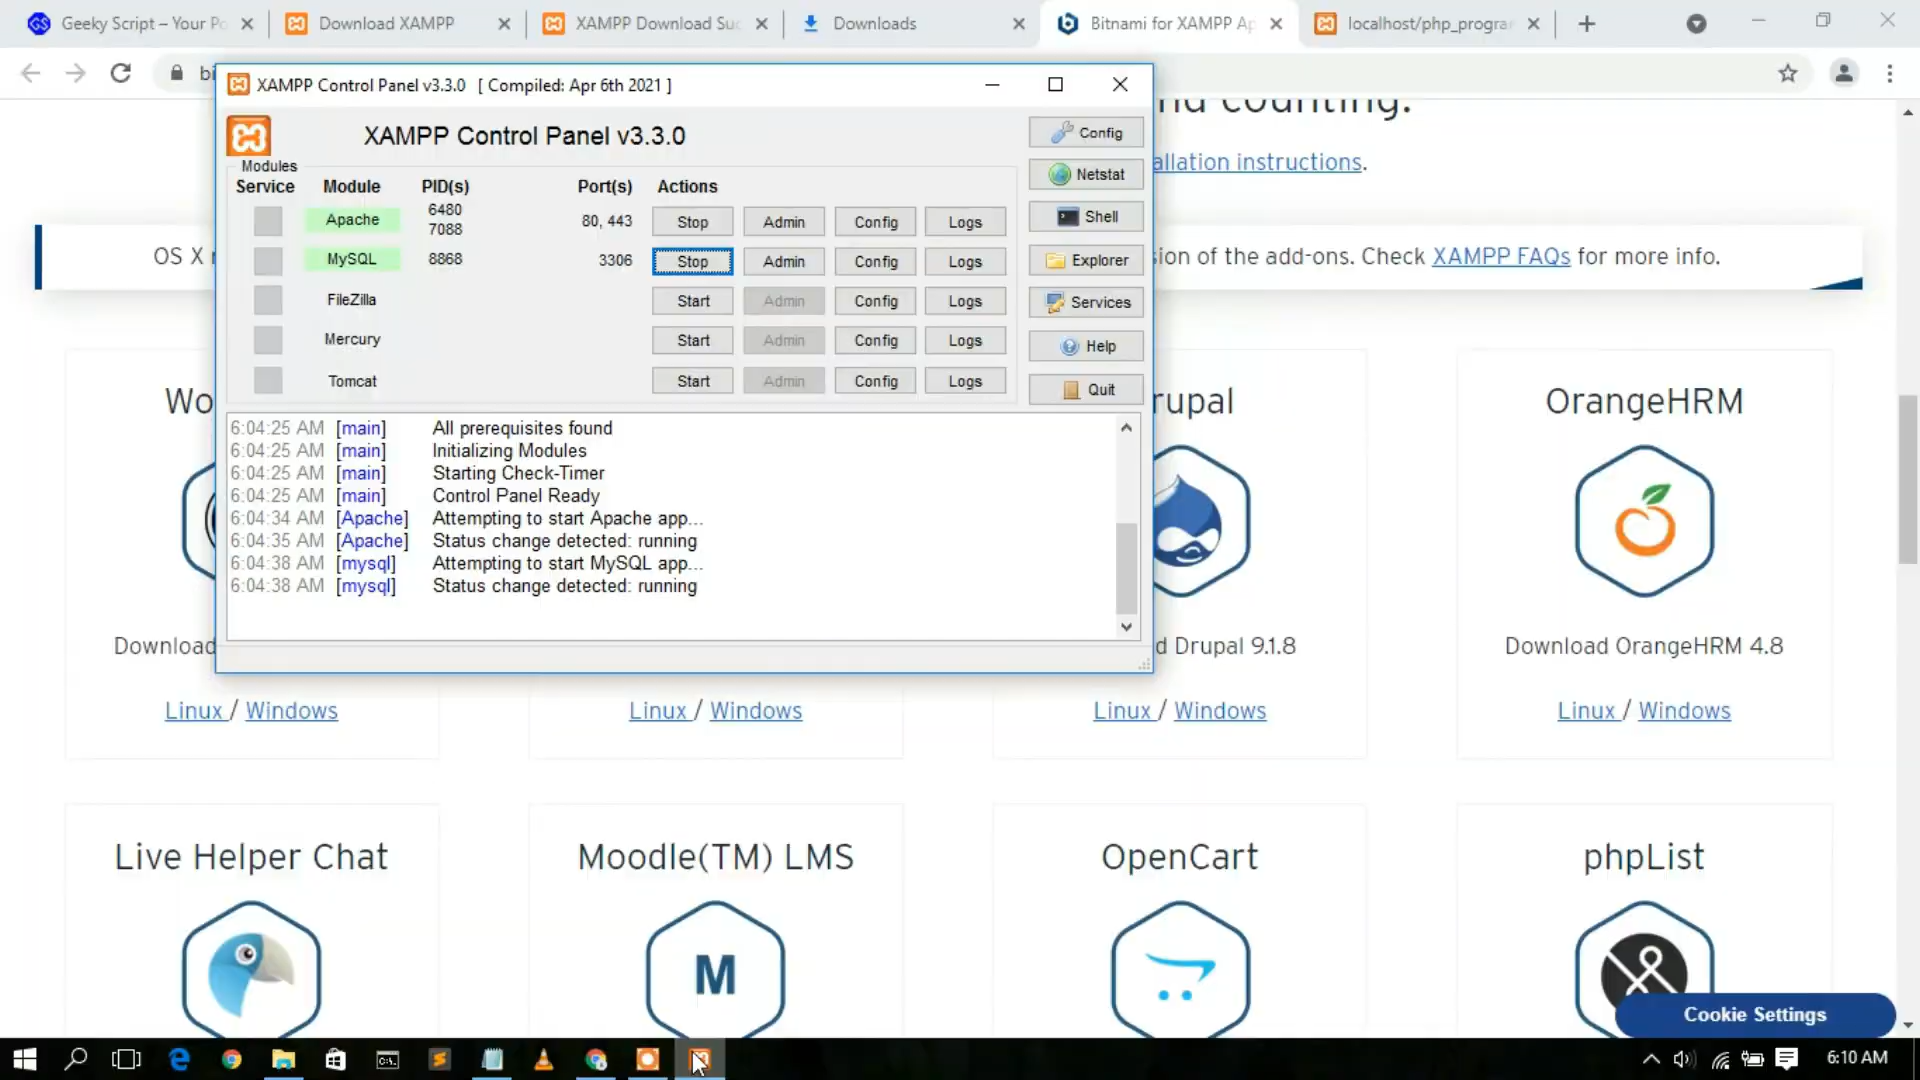 Geeky Script – Your Po
Download XAMPP
XAMPP Download Suc
Downloads
Bitnami for XAMPP Ap
localhost/php_progra
bi
XAMPP Control Panel v3.3.0 [ Compiled: Apr 6th 2021 ]
nd counting.
XAMPP Control Panel v3.3.0
Config
allation instructions.
Modules
Service Module PID(s) Port(s) Actions
Netstat
Apache 6480 7088 80, 443 Stop Admin Config Logs
Shell
MySQL 8868 3306 Stop Admin Config Logs
Explorer
OS X
sion of the add-ons. Check XAMPP FAQs for more info.
FileZilla Start Admin Config Logs
Services
Mercury Start Admin Config Logs
Help
Tomcat Start Admin Config Logs
Quit
Wo
rupal
OrangeHRM
6:04:25 AM [main] All prerequisites found
6:04:25 AM [main] Initializing Modules
6:04:25 AM [main] Starting Check-Timer
6:04:25 AM [main] Control Panel Ready
6:04:34 AM [Apache] Attempting to start Apache app...
6:04:35 AM [Apache] Status change detected: running
6:04:38 AM [mysql] Attempting to start MySQL app...
6:04:38 AM [mysql] Status change detected: running
Download
d Drupal 9.1.8
Download OrangeHRM 4.8
Linux / Windows
Linux / Windows
Linux / Windows
Linux / Windows
Live Helper Chat
Moodle(TM) LMS
OpenCart
phpList
M
Cookie Settings
6:10 AM